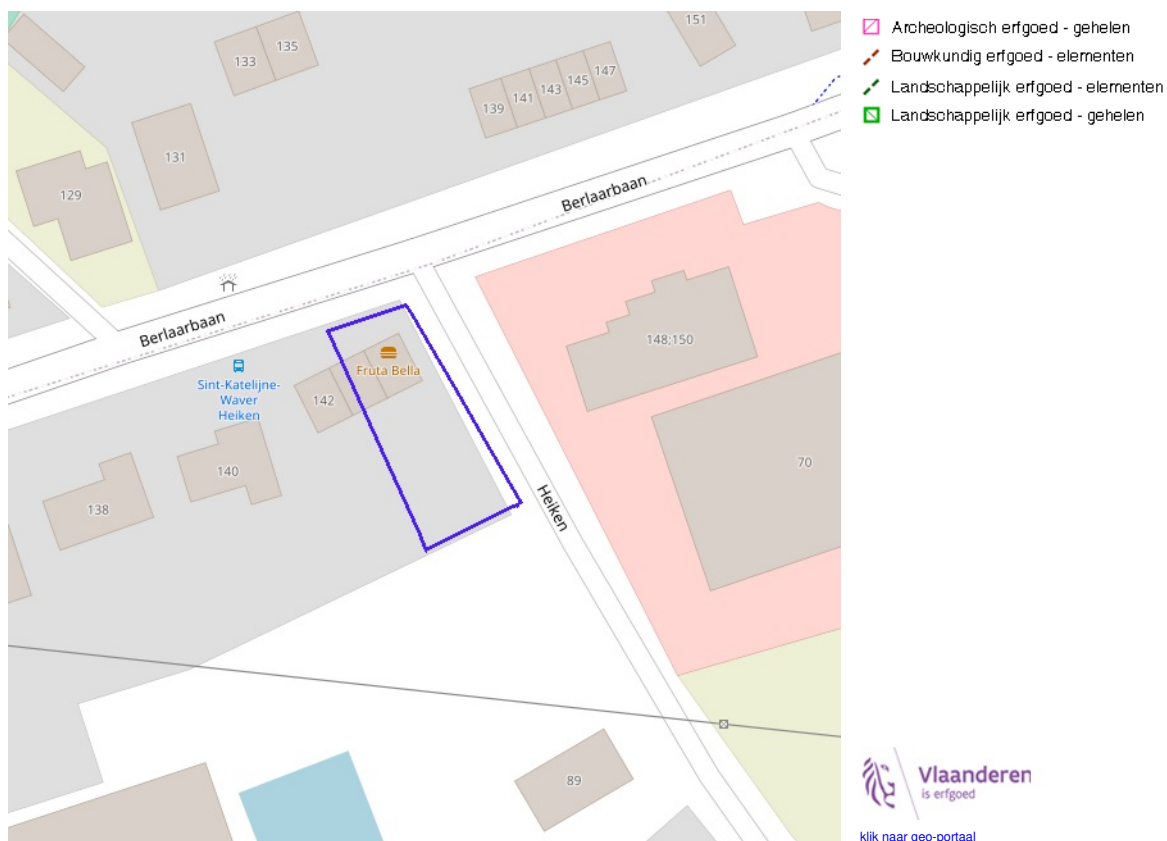 151
135
133
147
145
143
141
139
131
129
Berlaarbaan
Berlaarbaan
148;150
Fruta Bella
Sint-Katelijne-
Waver
Heiken
142
140
138
70
Heiken
89
Archeologisch erfgoed - gehelen
Bouwkundig erfgoed - elementen
Landschappelijk erfgoed - elementen
Landschappelijk erfgoed - gehelen
Vlaanderen
is erfgoed
klik naar geo-portaal